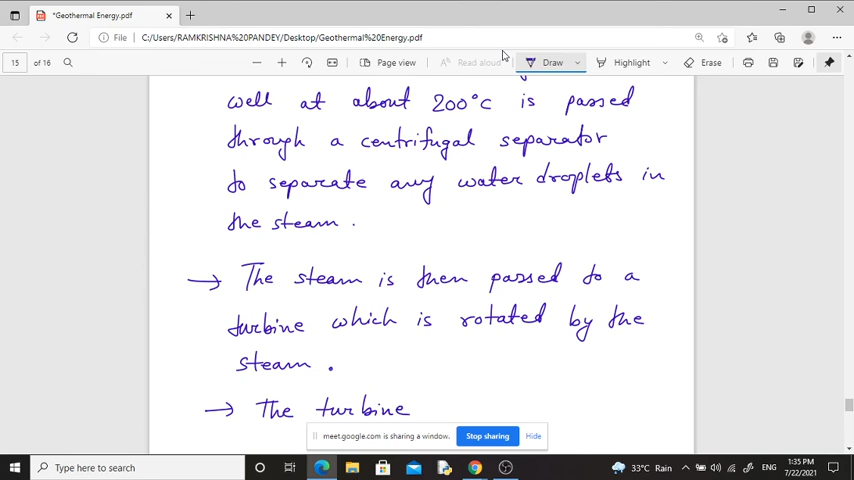 *Geothermal Energy.pdf
File C:/Users/RAMKRISHNA%20PANDEY/Desktop/Geothermal%20Energy.pdf
15 of 16 Page view Read aloud Draw Highlight Erase
well at about 200°C is passed
through a centrifugal separator
to separate any water droplets in
the steam.
→ The steam is then passed to a
turbine which is rotated by the
steam.
→ The turbine
meet.google.com is sharing a window. Stop sharing Hide
Type here to search 33°C Rain ENG 1:35 PM
7/22/2021